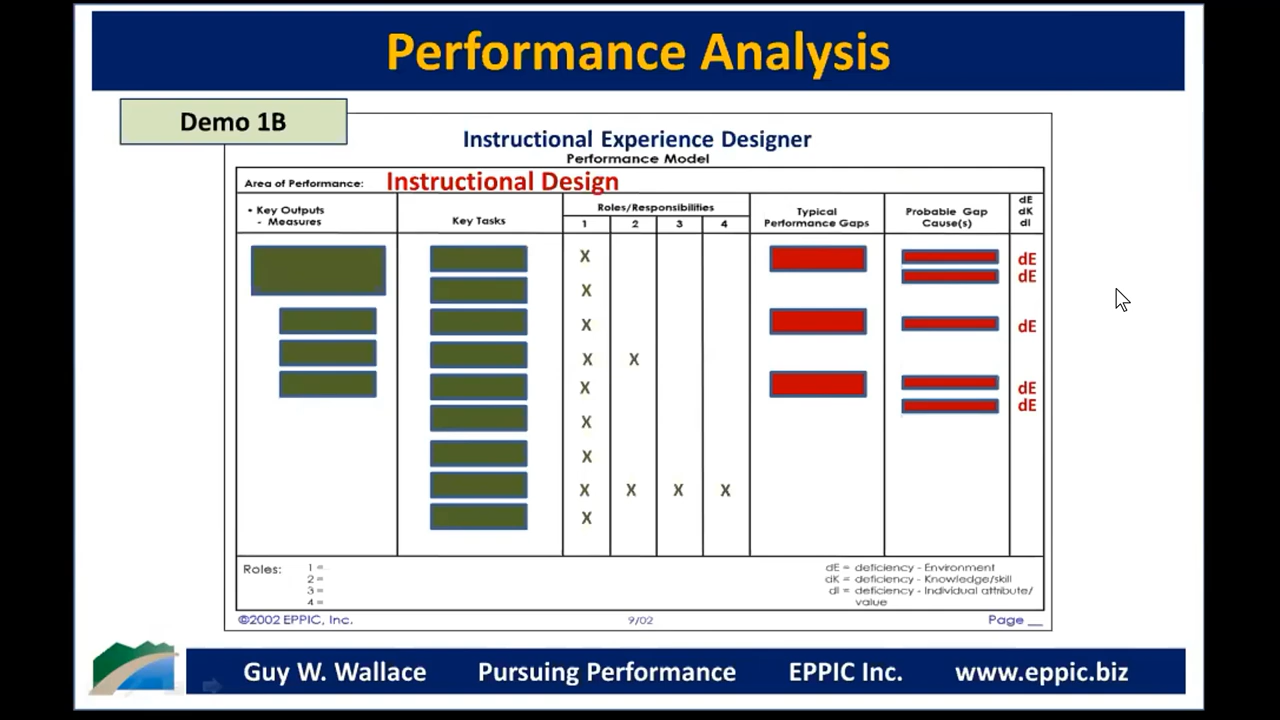 Performance Analysis
Demo 1B
Instructional Experience Designer
Performance Model
Area of Performance: Instructional Design
• Key Outputs
- Measures
Key Tasks
Roles/Responsibilities
1 2 3 4
Typical
Performance Gaps
Probable Gap
Cause(s)
dE
dK
dI
X dE
dE
X
X dE
X X
X dE
dE
X
X
X X X X
X
Roles: 1 =
2 =
3 =
4 =
dE = deficiency - Environment
dK = deficiency - Knowledge/skill
dI = deficiency - Individual attribute/
value
©2002 EPPIC, Inc. 9/02 Page __
Guy W. Wallace Pursuing Performance EPPIC Inc. www.eppic.biz